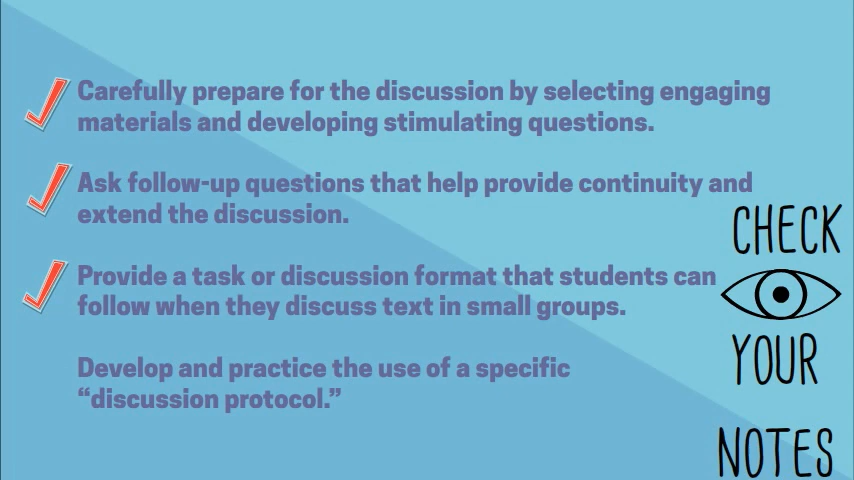 Carefully prepare for the discussion by selecting engaging
materials and developing stimulating questions.
Ask follow-up questions that help provide continuity and
extend the discussion.
Provide a task or discussion format that students can
follow when they discuss text in small groups.
Develop and practice the use of a specific
“discussion protocol.”
CHECK
YOUR
NOTES